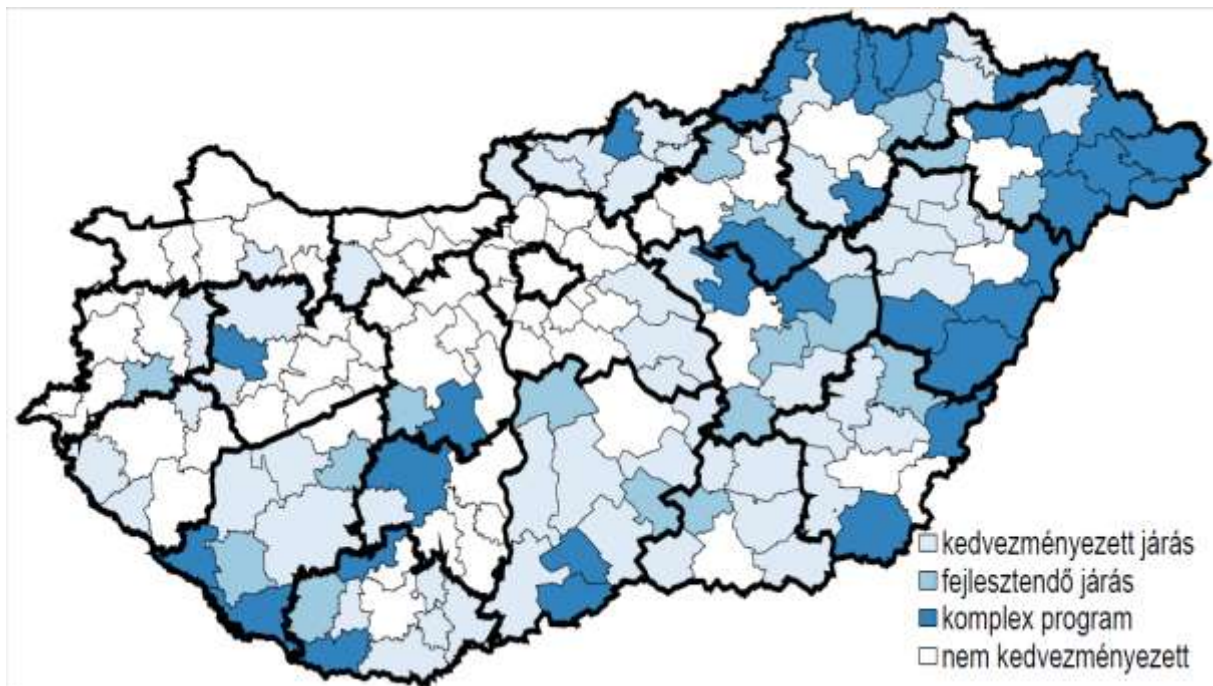 kedvezményezett járás
fejlesztendő járás
komplex program
nem kedvezményezett